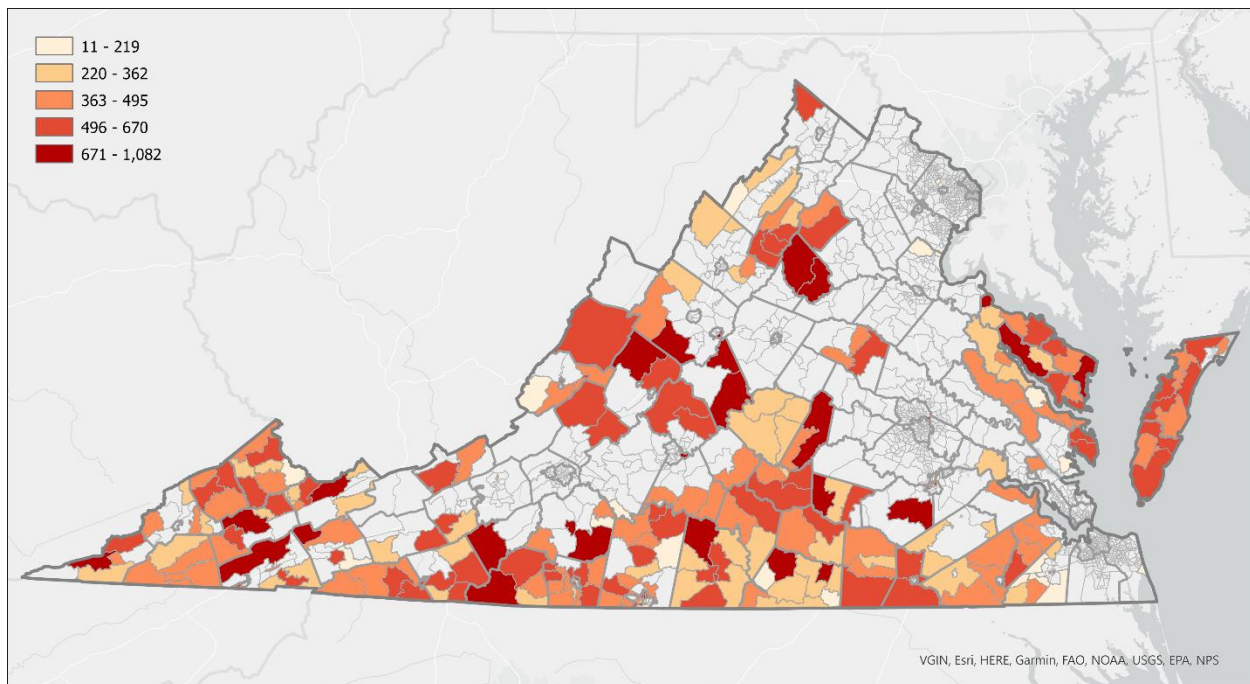 11 - 219
220 - 362
363 - 495
496 - 670
671 - 1,082
VGIN, Esri, HERE, Garmin, FAO, NOAA, USGS, EPA, NPS